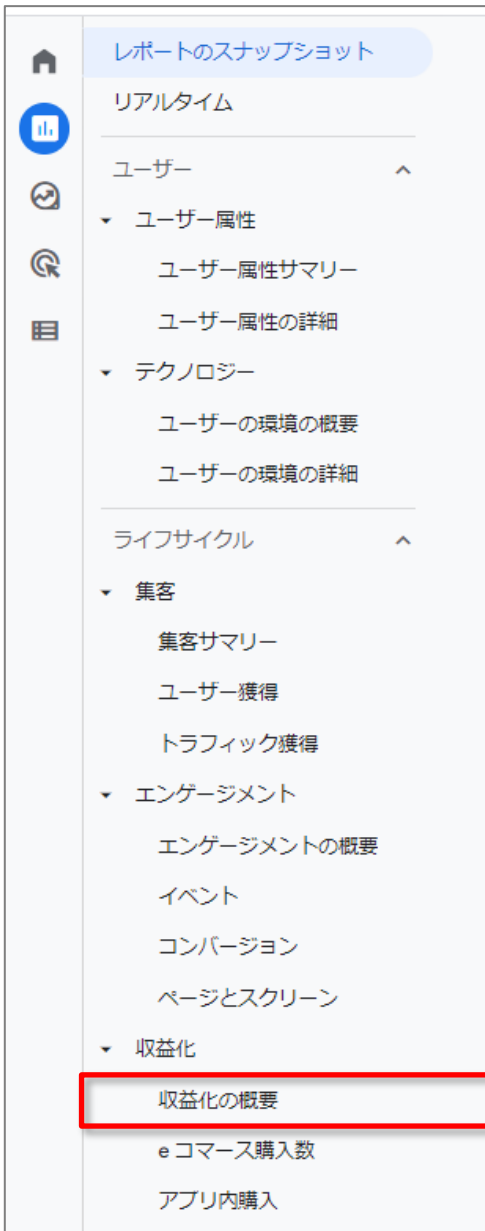 レポートのスナップショット
リアルタイム
ユーザー
ユーザー属性
ユーザー属性サマリー
ユーザー属性の詳細
テクノロジー
ユーザーの環境の概要
ユーザーの環境の詳細
ライフサイクル
集客
集客サマリー
ユーザー獲得
トラフィック獲得
エンゲージメント
エンゲージメントの概要
イベント
コンバージョン
ページとスクリーン
収益化
収益化の概要
e コマース購入数
アプリ内購入